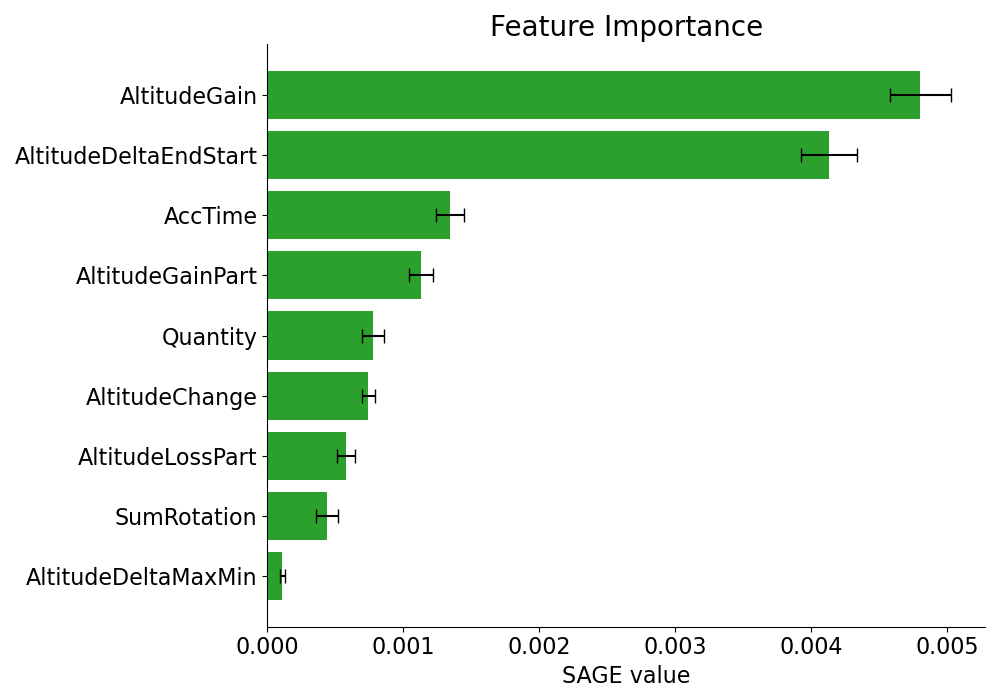 Feature Importance
AltitudeGain
AltitudeDeltaEndStart
AccTime
AltitudeGainPart
Quantity
AltitudeChange
AltitudeLossPart
SumRotation
AltitudeDeltaMaxMin
0.000 0.001 0.002 0.003 0.004 0.005
SAGE value